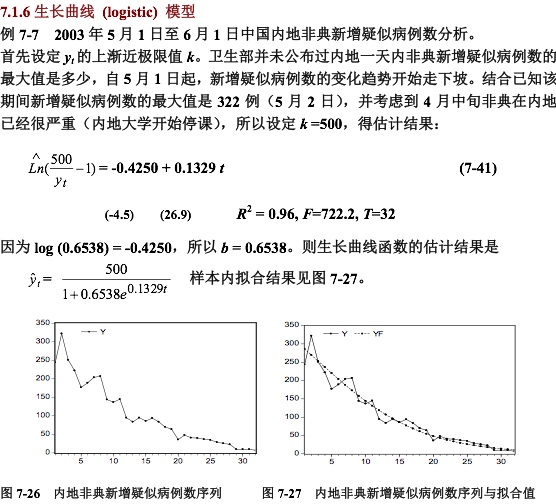 7.1.6 生长曲线 (logistic) 模型
例 7-7 2003 年 5 月 1 日至 6 月 1 日中国内地非典新增疑似病例数分析。
首先设定 yt 的上渐近极限值 k。卫生部并未公布过内地一天内非典新增疑似病例数的
最大值是多少，自 5 月 1 日起，新增疑似病例数的变化趋势开始走下坡。结合已知该
期间新增疑似病例数的最大值是 322 例（5 月 2 日），并考虑到 4 月中旬非典在内地
已经很严重（内地大学开始停课），所以设定 k =500，得估计结果：
^
Ln(500/yt − 1) = -0.4250 + 0.1329 t (7-41)
(-4.5) (26.9) R² = 0.96, F=722.2, T=32
因为 log (0.6538) = -0.4250，所以 b = 0.6538。则生长曲线函数的估计结果是
ŷt = 500/(1+0.6538e^0.1329t) 样本内拟合结果见图 7-27。
350
300
250
200
150
100
50
0
5 10 15 20 25 30
Y
350
300
250
200
150
100
50
0
5 10 15 20 25 30
Y YF
图 7-26 内地非典新增疑似病例数序列 图 7-27 内地非典新增疑似病例数序列与拟合值